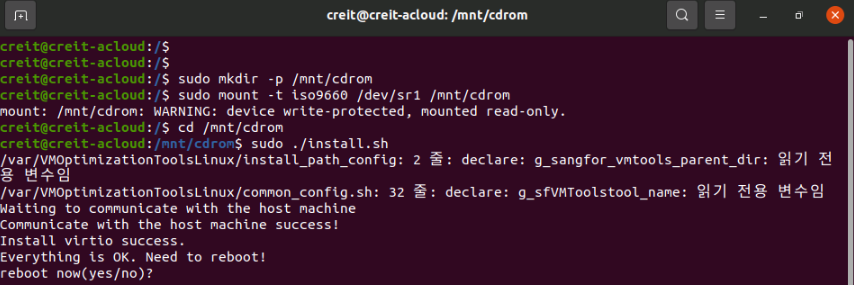 creit@creit-acloud: /mnt/cdrom
creit@creit-acloud:/$
creit@creit-acloud:/$
creit@creit-acloud:/$ sudo mkdir -p /mnt/cdrom
creit@creit-acloud:/$ sudo mount -t iso9660 /dev/sr1 /mnt/cdrom
mount: /mnt/cdrom: WARNING: device write-protected, mounted read-only.
creit@creit-acloud:/$ cd /mnt/cdrom
creit@creit-acloud:/mnt/cdrom$ sudo ./install.sh
/var/VMOptimizationToolsLinux/install_path_config: 2 줄: declare: g_sangfor_vmtools_parent_dir: 읽기 전
용 변수임
/var/VMOptimizationToolsLinux/common_config.sh: 32 줄: declare: g_sfVMToolstool_name: 읽기 전용 변수임
Waiting to communicate with the host machine
Communicate with the host machine success!
Install virtio success.
Everything is OK. Need to reboot!
reboot now(yes/no)?